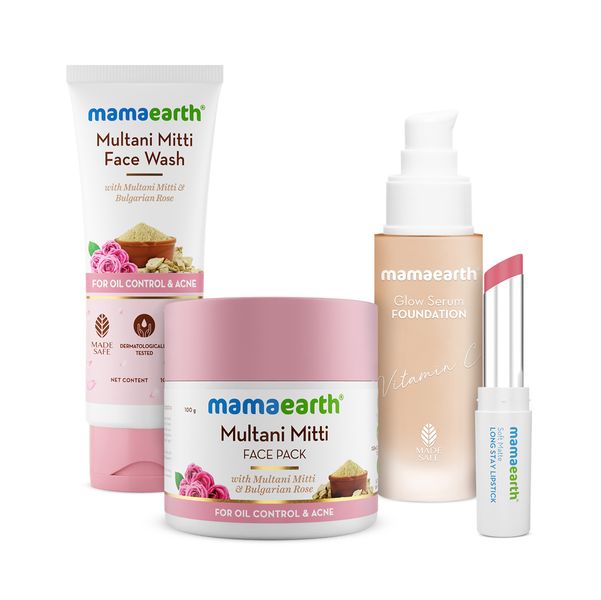 mamaearth®
Multani Mitti
Face Wash
with Multani Mitti &
Bulgarian Rose
FOR OIL CONTROL & ACNE
MADE
SAFE
DERMATOLOGICALLY
TESTED
NET CONTENT
100 g
mamaearth®
Multani Mitti
FACE PACK
with Multani Mitti
& Bulgarian Rose
FOR OIL CONTROL & ACNE
mamaearth
Glow Serum
FOUNDATION
Vitamin C
MADE
SAFE
mamaearth®
Soft Matte
LONG STAY LIPSTICK